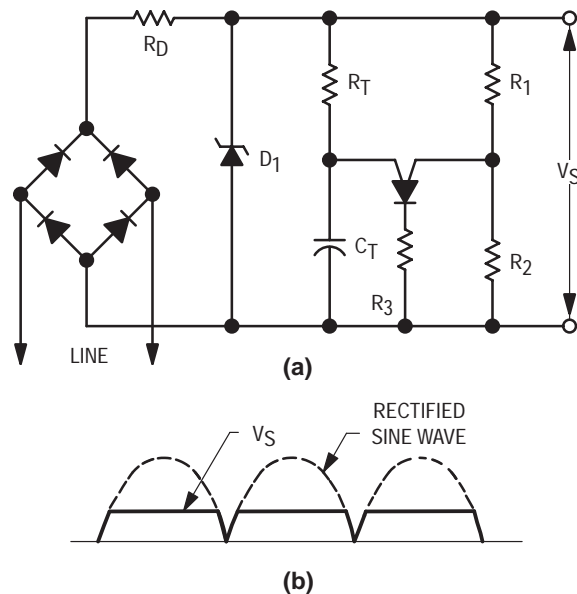 RD
RT
R1
D1
VS
CT
R2
R3
LINE
(a)
RECTIFIED
VS
SINE WAVE
(b)